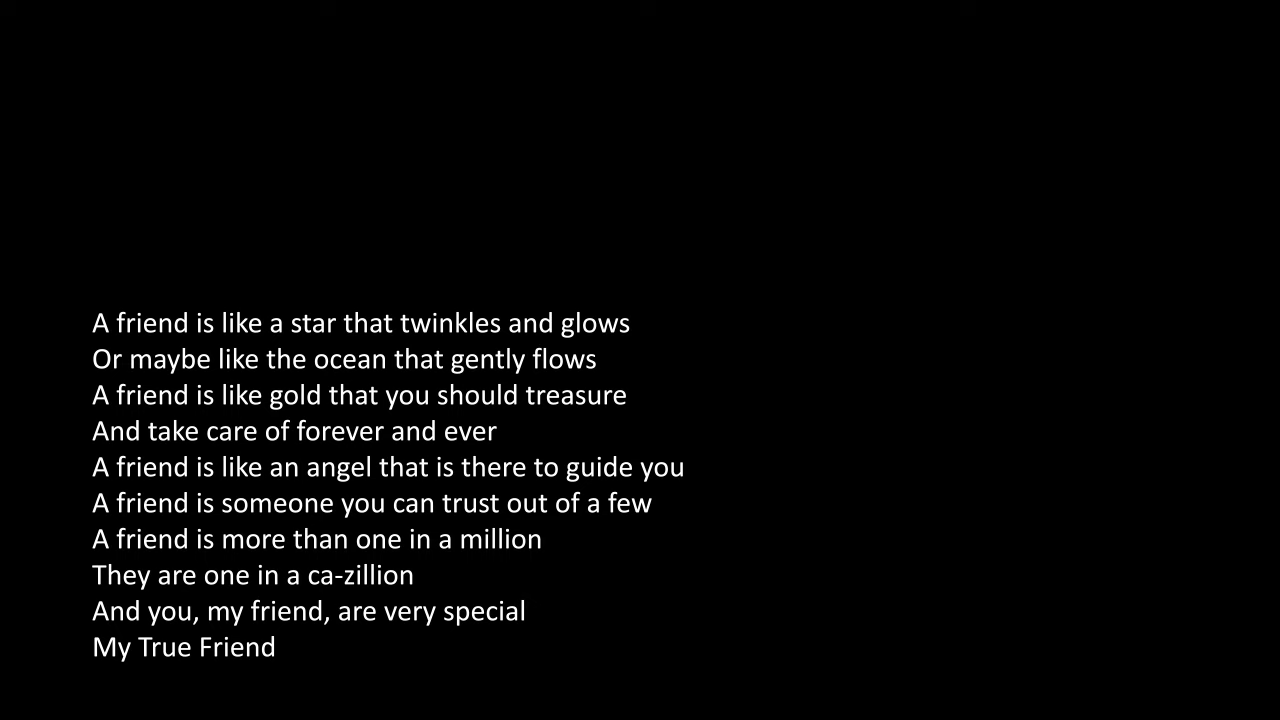 A friend is like a star that twinkles and glows
Or maybe like the ocean that gently flows
A friend is like gold that you should treasure
And take care of forever and ever
A friend is like an angel that is there to guide you
A friend is someone you can trust out of a few
A friend is more than one in a million
They are one in a ca-zillion
And you, my friend, are very special
My True Friend